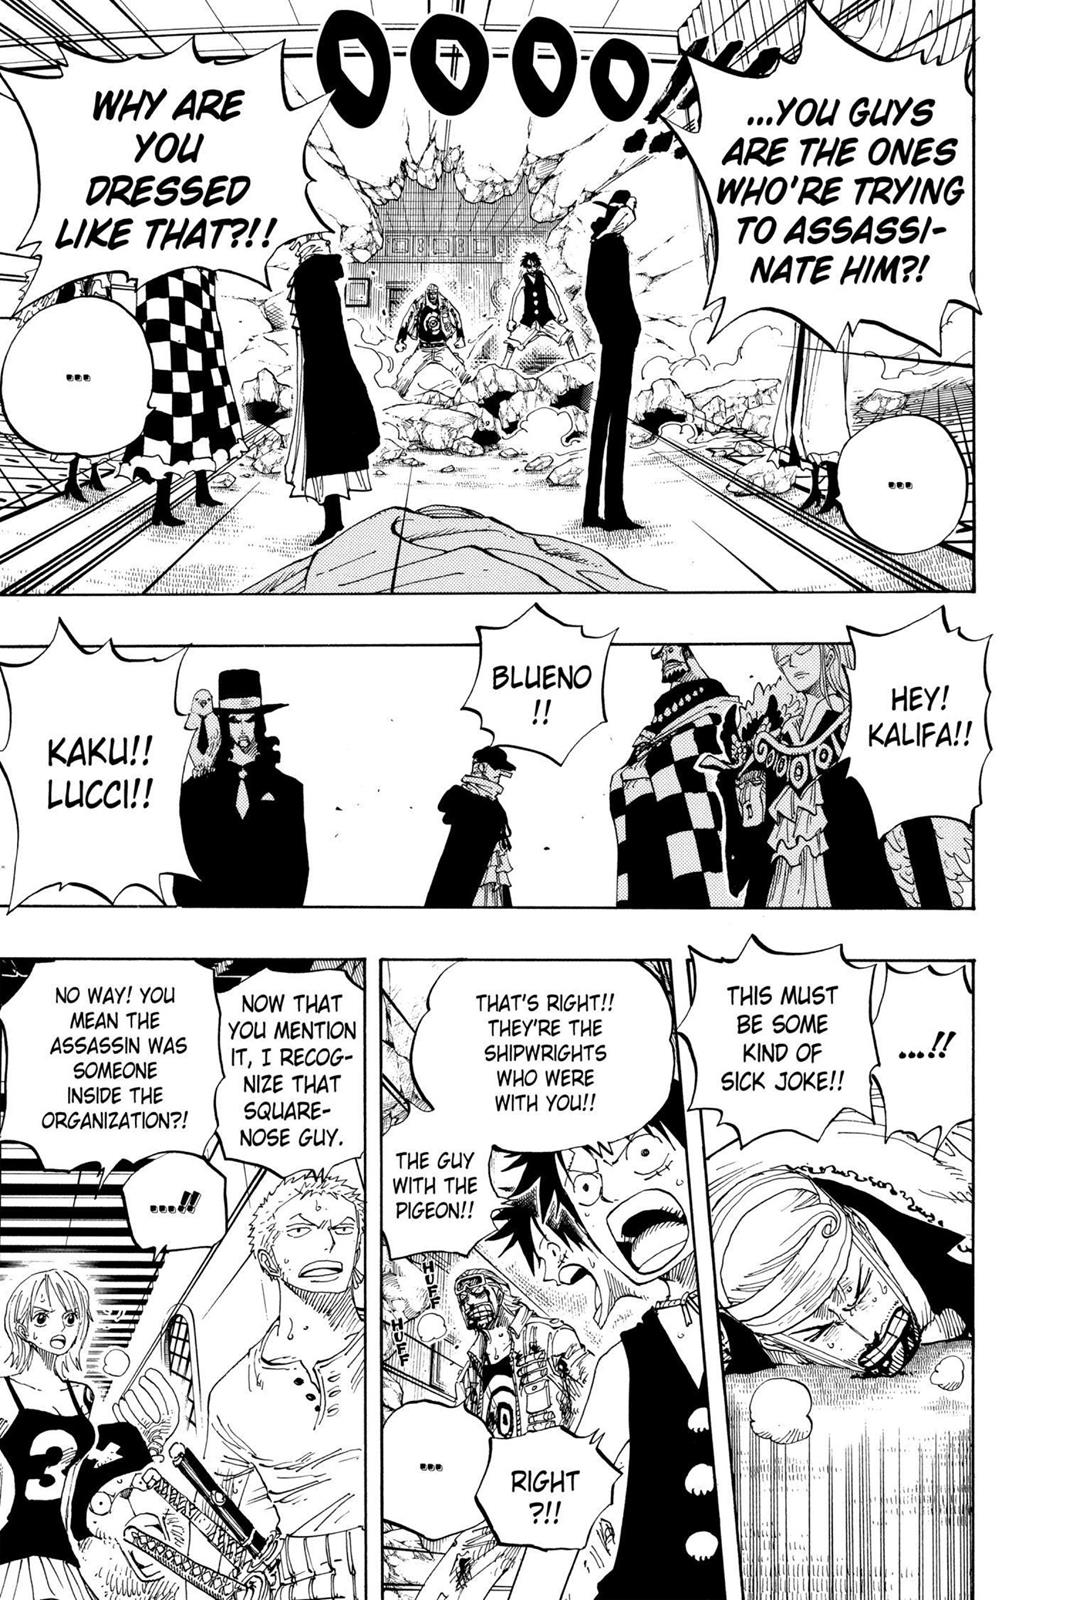 ...YOU GUYS
ARE THE ONES
WHO'RE TRYING
TO ASSASSI-
NATE HIM?!
WHY ARE
YOU
DRESSED
LIKE THAT?!!
...
...
HEY!
KALIFA!!
BLUENO
!!
KAKU!!
LUCCI!!
...!!
THIS MUST
BE SOME
KIND OF
SICK JOKE!!
THAT'S RIGHT!!
THEY'RE THE
SHIPWRIGHTS
WHO WERE
WITH YOU!!
THE GUY
WITH THE
PIGEON!!
HUFF
HUFF
RIGHT
?!!
...
NOW THAT
YOU MENTION
IT, I RECOG-
NIZE THAT
SQUARE-
NOSE GUY.
NO WAY! YOU
MEAN THE
ASSASSIN WAS
SOMEONE
INSIDE THE
ORGANIZATION?!
...!!
3